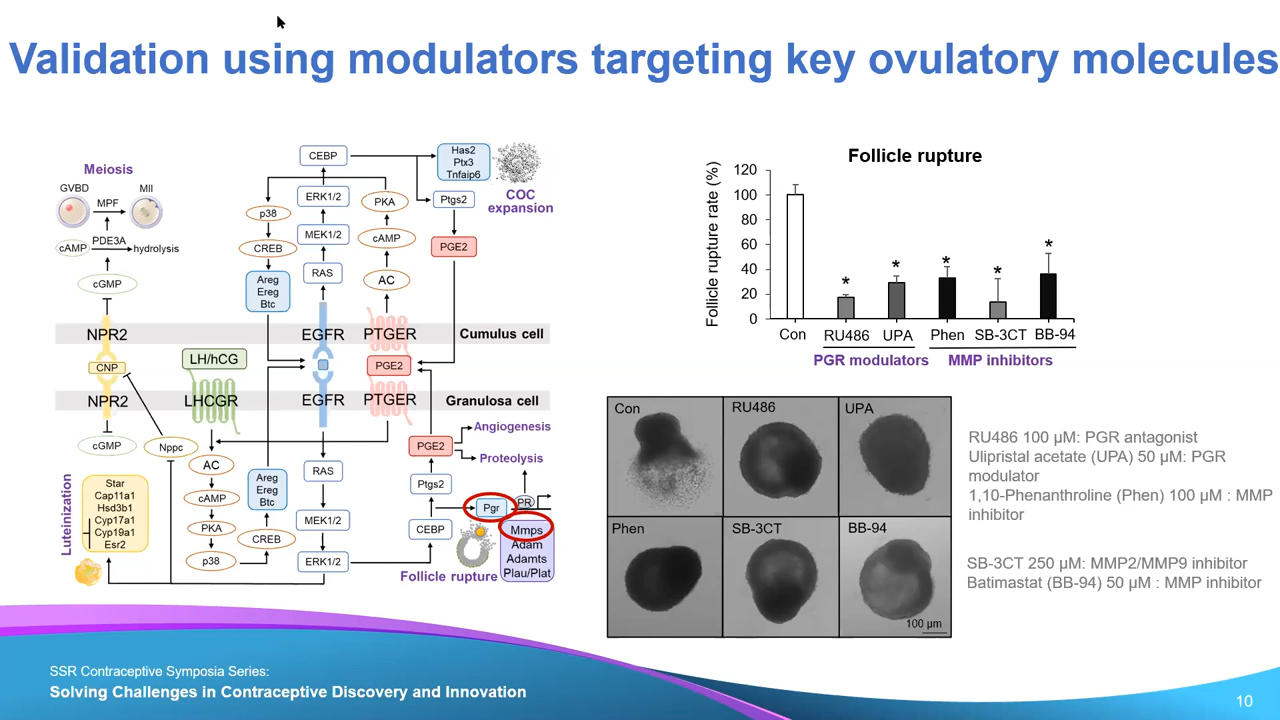 Validation using modulators targeting key ovulatory molecules
Meiosis
GVBD
MII
MPF
cAMP
PDE3A
hydrolysis
cGMP
NPR2
CNP
NPR2
cGMP
Nppc
Luteinization
Star
Cap11a1
Hsd3b1
Cyp17a1
Cyp19a1
Esr2
LH/hCG
LHCGR
AC
cAMP
PKA
p38
CREB
Areg
Ereg
Btc
CEBP
ERK1/2
MEK1/2
RAS
p38
CREB
Areg
Ereg
Btc
PKA
cAMP
AC
EGFR
PTGER
Cumulus cell
PGE2
EGFR
PTGER
Granulosa cell
Has2
Ptx3
Tnfaip6
COC
expansion
Ptgs2
PGE2
RAS
MEK1/2
ERK1/2
PGE2
Angiogenesis
Proteolysis
Ptgs2
CEBP
Pgr
PR
Mmps
Adam
Adamts
Plau/Plat
Follicle rupture
Follicle rupture
Follicle rupture rate (%)
120
100
80
60
40
20
0
* * * * *
Con RU486 UPA Phen SB-3CT BB-94
PGR modulators MMP inhibitors
Con RU486 UPA
Phen SB-3CT BB-94
100 µm
RU486 100 µM: PGR antagonist
Ulipristal acetate (UPA) 50 µM: PGR
modulator
1,10-Phenanthroline (Phen) 100 µM : MMP
inhibitor
SB-3CT 250 µM: MMP2/MMP9 inhibitor
Batimastat (BB-94) 50 µM : MMP inhibitor
SSR Contraceptive Symposia Series:
Solving Challenges in Contraceptive Discovery and Innovation
10